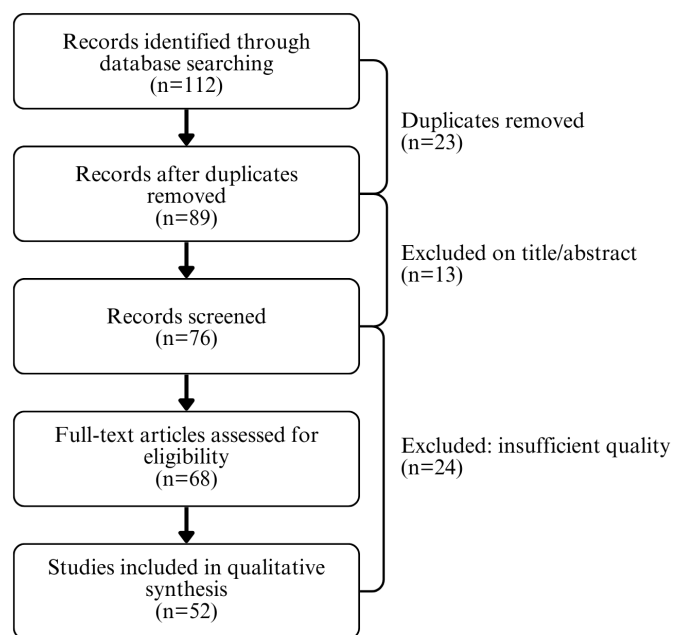 Records identified through
database searching
(n=112)
Duplicates removed
(n=23)
Records after duplicates
removed
(n=89)
Excluded on title/abstract
(n=13)
Records screened
(n=76)
Full-text articles assessed for
eligibility
(n=68)
Excluded: insufficient quality
(n=24)
Studies included in qualitative
synthesis
(n=52)